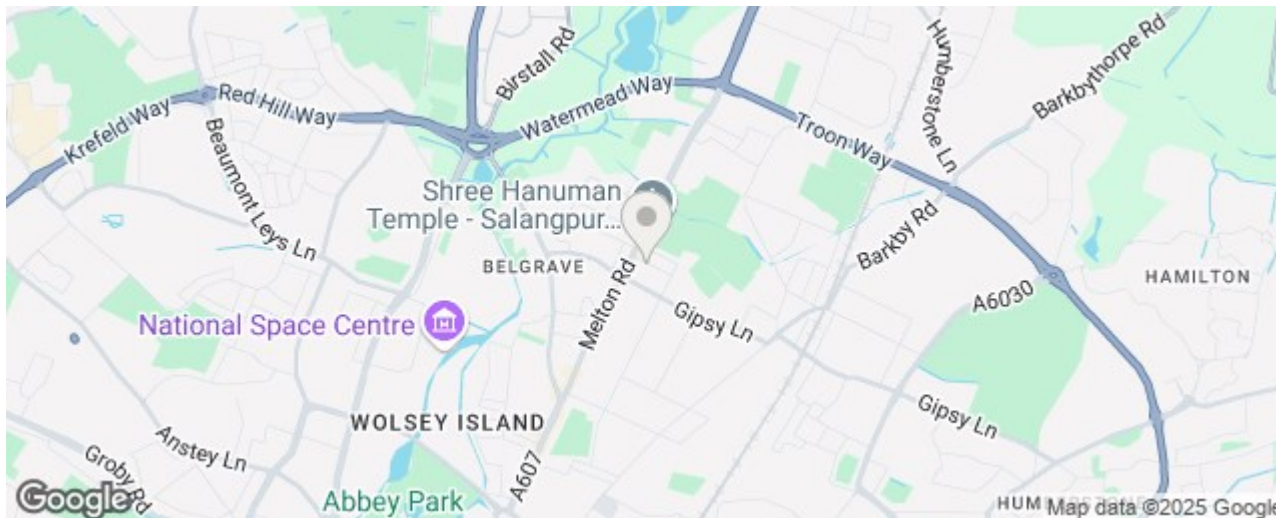 Birstall Rd
Humberstone Ln
Barkbythorpe Rd
Krefeld Way
Red Hill Way
Watermead Way
Troon Way
Beaumont Leys Ln
Shree Hanuman
Temple - Salangpur...
Barkby Rd
BELGRAVE
Melton Rd
HAMILTON
A6030
National Space Centre
Gipsy Ln
WOLSEY ISLAND
Gipsy Ln
Anstey Ln
Groby Rd
A607
Abbey Park
Google
Map data ©2025 Google